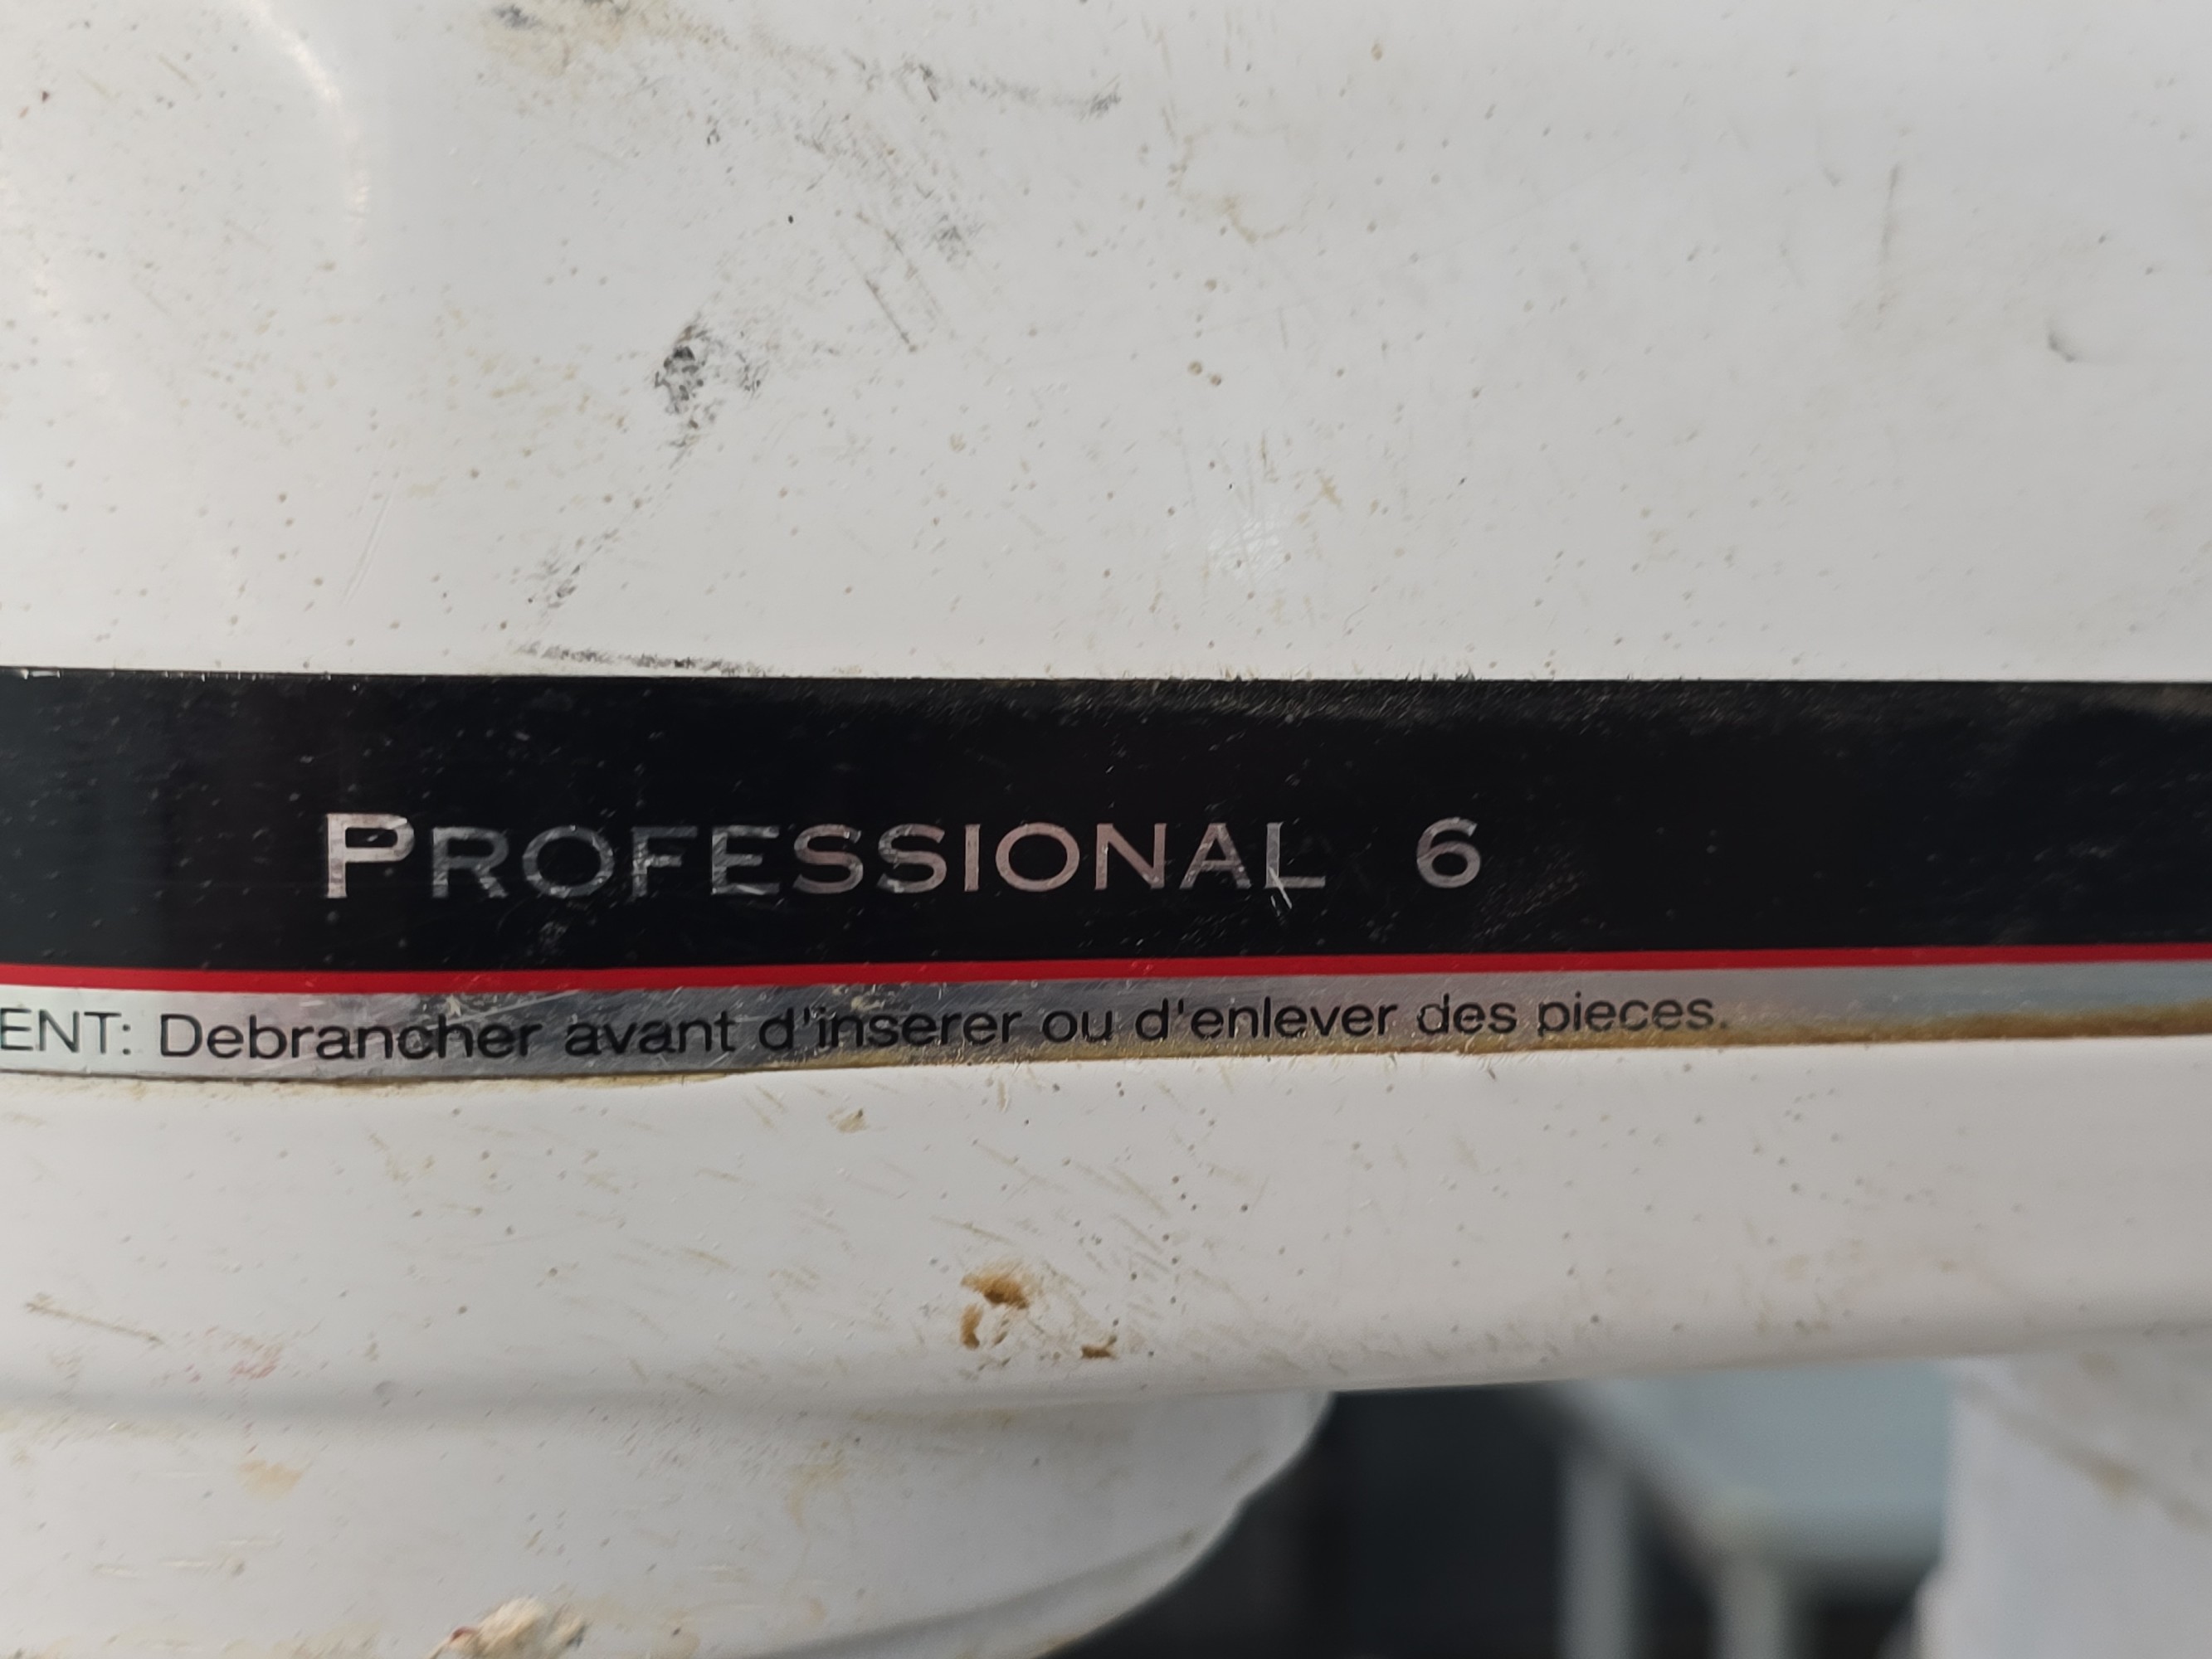 PROFESSIONAL 6
ENT: Debrancher avant d'inserer ou d'enlever des pieces.